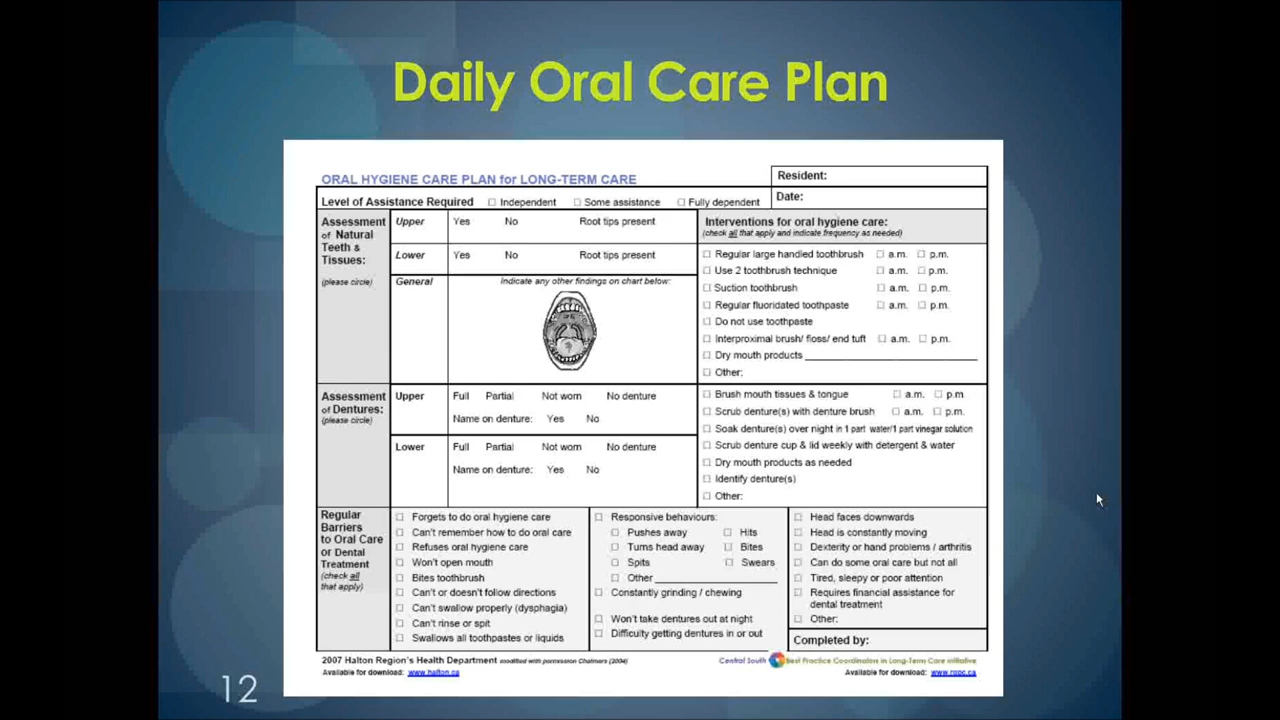 Daily Oral Care Plan
ORAL HYGIENE CARE PLAN for LONG-TERM CARE
Resident:
Level of Assistance Required Independent Some assistance Fully dependent
Date:
Assessment of Natural Teeth & Tissues:
(please circle)
Upper Yes No Root tips present
Lower Yes No Root tips present
General
Indicate any other findings on chart below:
Interventions for oral hygiene care:
(check all that apply and indicate frequency as needed)
Regular large handled toothbrush a.m. p.m.
Use 2 toothbrush technique a.m. p.m.
Suction toothbrush a.m. p.m.
Regular fluoridated toothpaste a.m. p.m.
Do not use toothpaste
Interproximal brush/ floss/ end tuft a.m. p.m.
Dry mouth products
Other:
Assessment of Dentures:
(please circle)
Upper Full Partial Not worn No denture
Name on denture: Yes No
Lower Full Partial Not worn No denture
Name on denture: Yes No
Brush mouth tissues & tongue a.m. p.m
Scrub denture(s) with denture brush a.m. p.m.
Soak denture(s) over night in 1 part water/1 part vinegar solution
Scrub denture cup & lid weekly with detergent & water
Dry mouth products as needed
Identify denture(s)
Other:
Regular Barriers to Oral Care or Dental Treatment
(check all that apply)
Forgets to do oral hygiene care
Can't remember how to do oral care
Refuses oral hygiene care
Won't open mouth
Bites toothbrush
Can't or doesn't follow directions
Can't swallow properly (dysphagia)
Can't rinse or spit
Swallows all toothpastes or liquids
Responsive behaviours:
Pushes away Hits
Turns head away Bites
Spits Swears
Other
Constantly grinding / chewing
Won't take dentures out at night
Difficulty getting dentures in or out
Head faces downwards
Head is constantly moving
Dexterity or hand problems / arthritis
Can do some oral care but not all
Tired, sleepy or poor attention
Requires financial assistance for
dental treatment
Other:
Completed by:
2007 Halton Region's Health Department modified with permission Chalmers (2004)
Available for download: www.halton.ca
Central South Best Practice Coordinators in Long-Term Care Initiative
Available for download: www.rgpc.ca
12